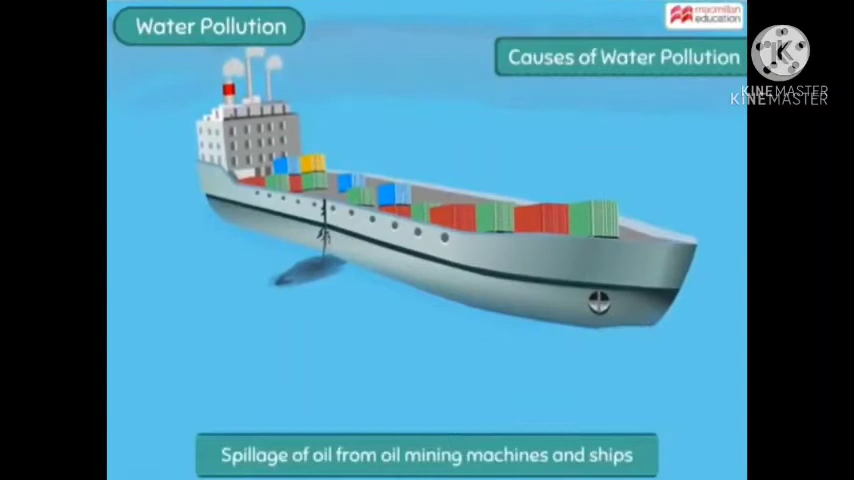 Water Pollution
macmillan
education
Causes of Water Pollution
K
KINEMASTER
KINEMASTER
Spillage of oil from oil mining machines and ships